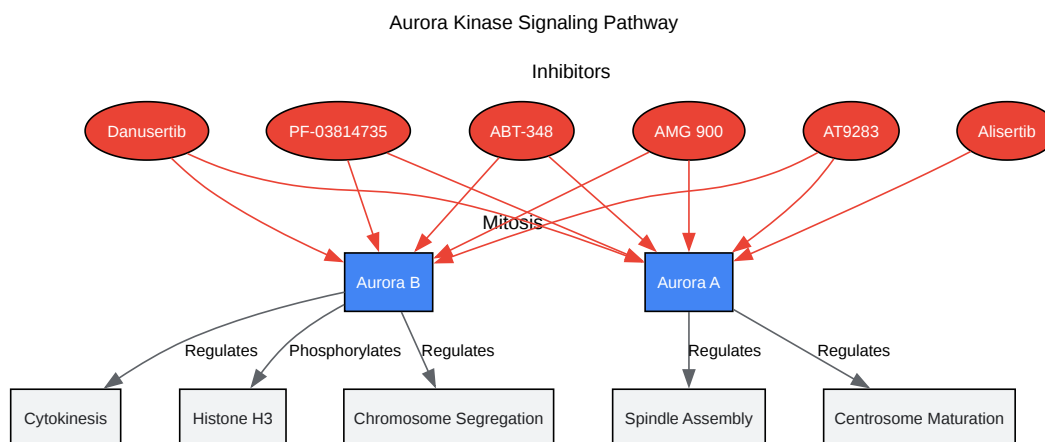 Aurora Kinase Signaling Pathway
Inhibitors
Danusertib
PF-03814735
ABT-348
AMG 900
AT9283
Alisertib
Mitosis
Aurora B
Aurora A
Regulates
Phosphorylates
Regulates
Regulates
Regulates
Cytokinesis
Histone H3
Chromosome Segregation
Spindle Assembly
Centrosome Maturation